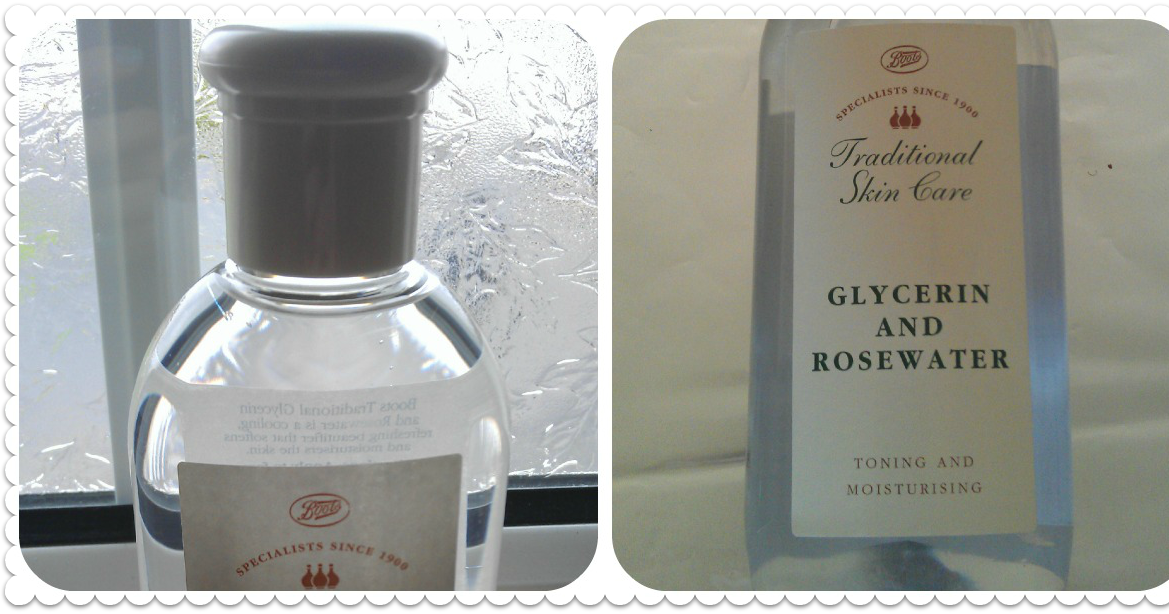 Boots Traditional Glycerin
and Rosewater is a cooling,
refreshing beautifier that softens
and moisturisers the skin.
Boots
SPECIALISTS SINCE 1900
Boots
SPECIALISTS SINCE 1900
Traditional
Skin Care
GLYCERIN
AND
ROSEWATER
TONING AND
MOISTURISING